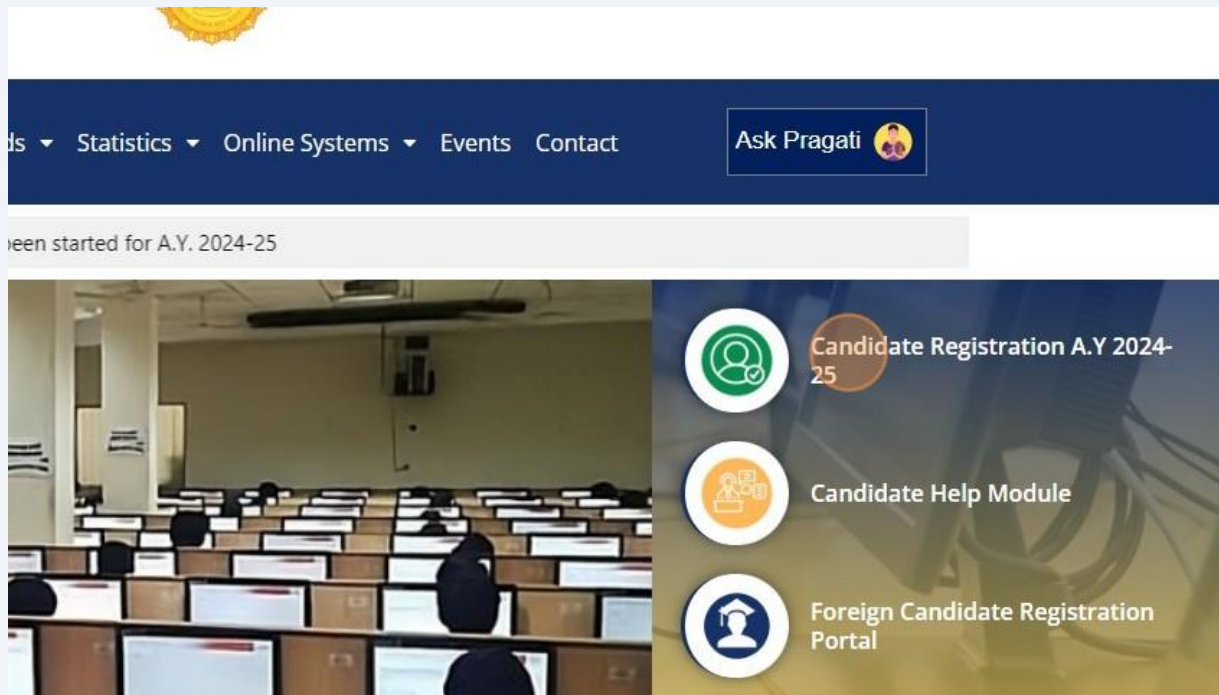 ds Statistics Online Systems Events Contact Ask Pragati
been started for A.Y. 2024-25
Candidate Registration A.Y 2024-
25
Candidate Help Module
Foreign Candidate Registration
Portal